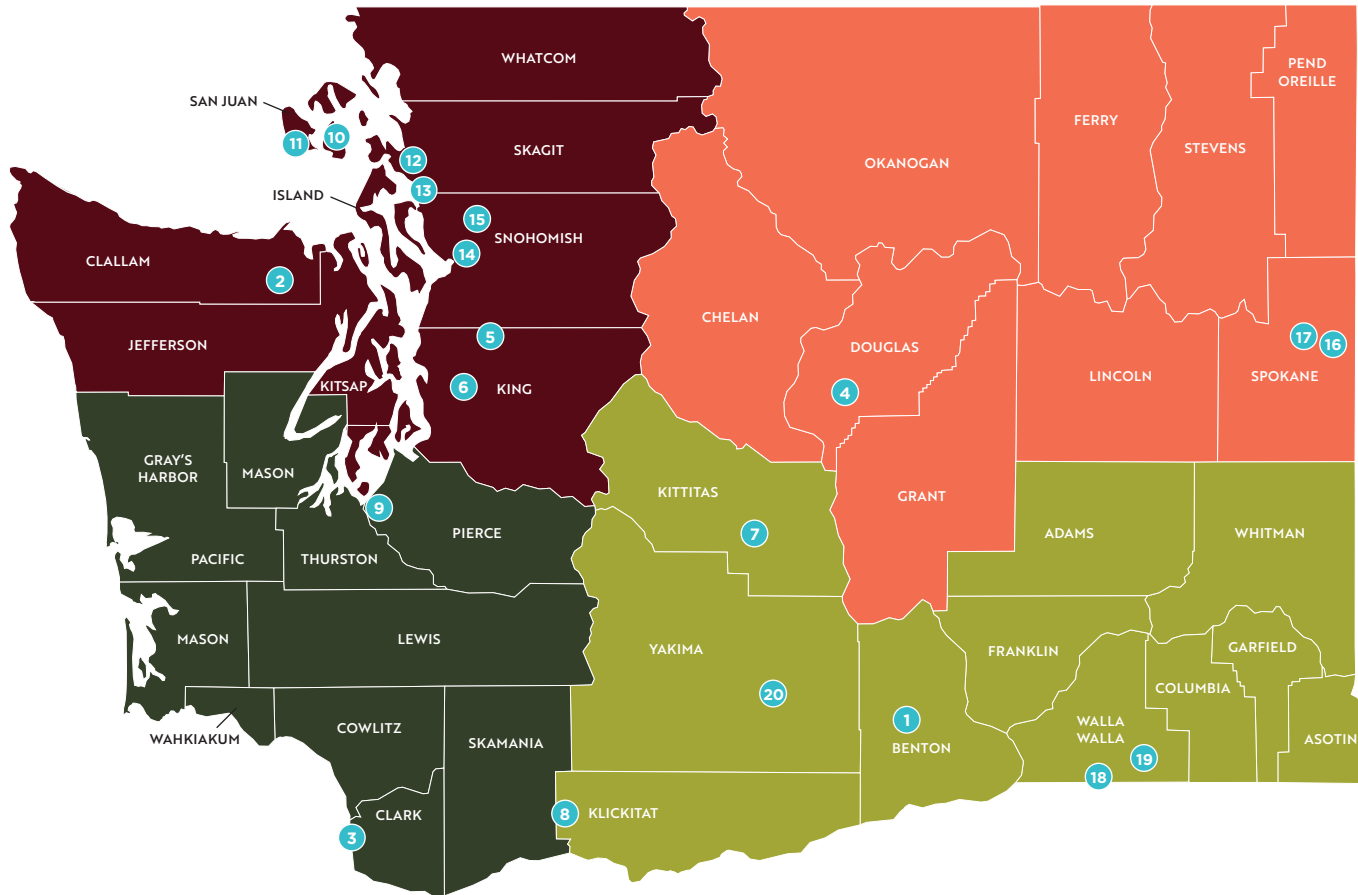 WHATCOM
PEND
OREILLE
SAN JUAN
FERRY
10
11
STEVENS
SKAGIT
12
OKANOGAN
13
ISLAND
15
SNOHOMISH
14
CLALLAM
2
CHELAN
5
17
16
JEFFERSON
DOUGLAS
LINCOLN
SPOKANE
KITSAP
6
KING
4
GRAY'S
HARBOR
MASON
KITTITAS
GRANT
9
PIERCE
7
ADAMS
WHITMAN
PACIFIC
THURSTON
MASON
LEWIS
YAKIMA
FRANKLIN
GARFIELD
20
COLUMBIA
1
BENTON
WALLA
WALLA
WAHKIAKUM
COWLITZ
SKAMANIA
ASOTIN
19
18
8
KLICKITAT
CLARK
3